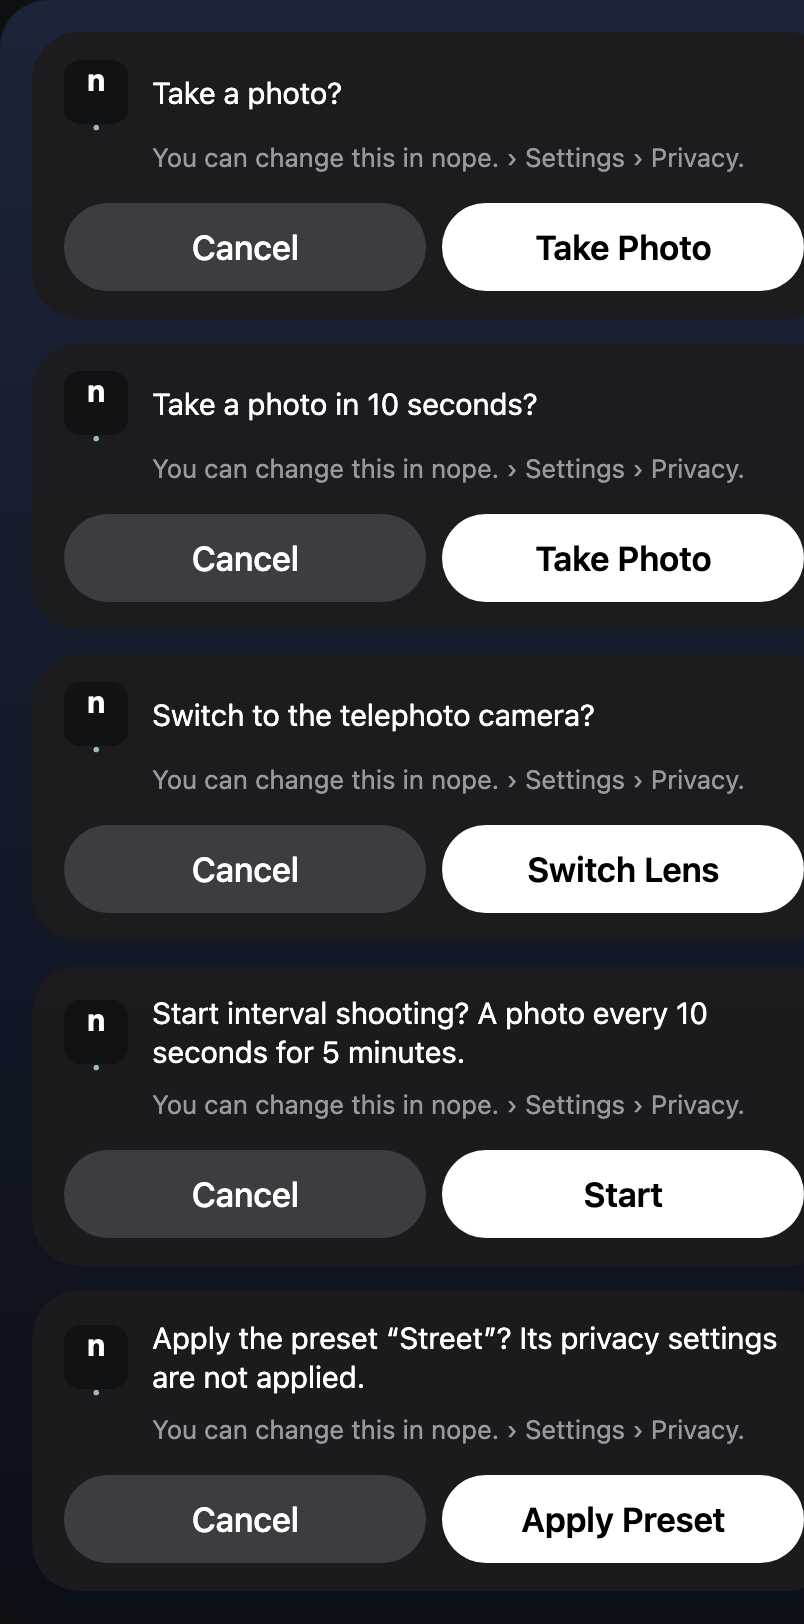 n
Take a photo?
You can change this in nope. › Settings › Privacy.
Cancel
Take Photo
n
Take a photo in 10 seconds?
You can change this in nope. › Settings › Privacy.
Cancel
Take Photo
n
Switch to the telephoto camera?
You can change this in nope. › Settings › Privacy.
Cancel
Switch Lens
n
Start interval shooting? A photo every 10
seconds for 5 minutes.
You can change this in nope. › Settings › Privacy.
Cancel
Start
n
Apply the preset “Street”? Its privacy settings
are not applied.
You can change this in nope. › Settings › Privacy.
Cancel
Apply Preset